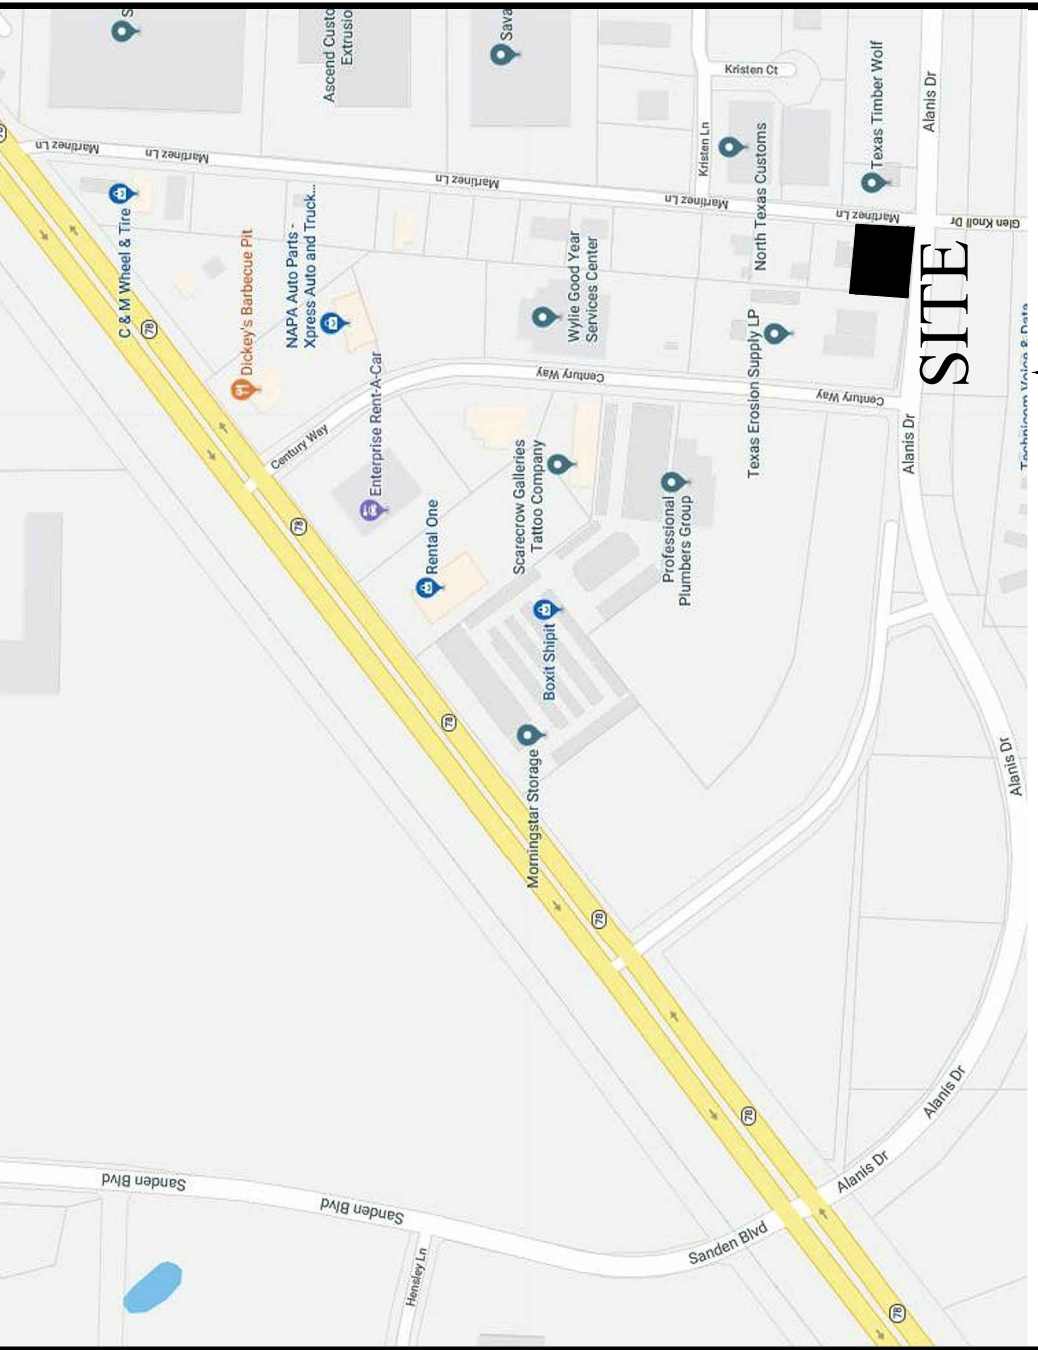 Ascend Custo
Extrusio
Sava
Kristen Ct
Kristen Ln
Texas Timber Wolf
Alanis Dr
North Texas Customs
Martinez Ln
Martinez Ln
Martinez Ln
Martinez Ln
Martinez Ln
Glen Knoll Dr
SITE
C & M Wheel & Tire
Dickey's Barbecue Pit
NAPA Auto Parts -
Xpress Auto and Truck...
Wylie Good Year
Services Center
Texas Erosion Supply LP
Technicom Voice & Data
78
78
Century Way
Century Way
Century Way
Alanis Dr
Enterprise Rent-A-Car
Rental One
Scarecrow Galleries
Tattoo Company
Professional
Plumbers Group
78
Boxit Shipit
78
Morningstar Storage
Alanis Dr
78
78
Alanis Dr
Alanis Dr
Sanden Blvd
Sanden Blvd
Sanden Blvd
Hensley Ln
78